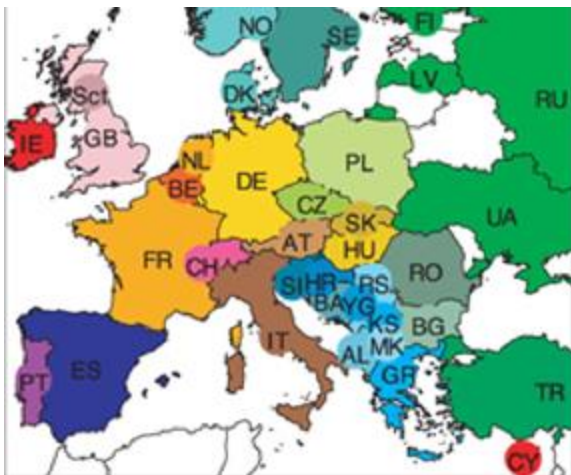 NO
FI
SE
LV
RU
DK
Sct
IE
GB
NL
PL
DE
BE
CZ
UA
SK
AT
HU
FR
CH
RO
SI
HR
RS
BA
YG
KS
BG
IT
MK
AL
GR
PT
ES
TR
CY